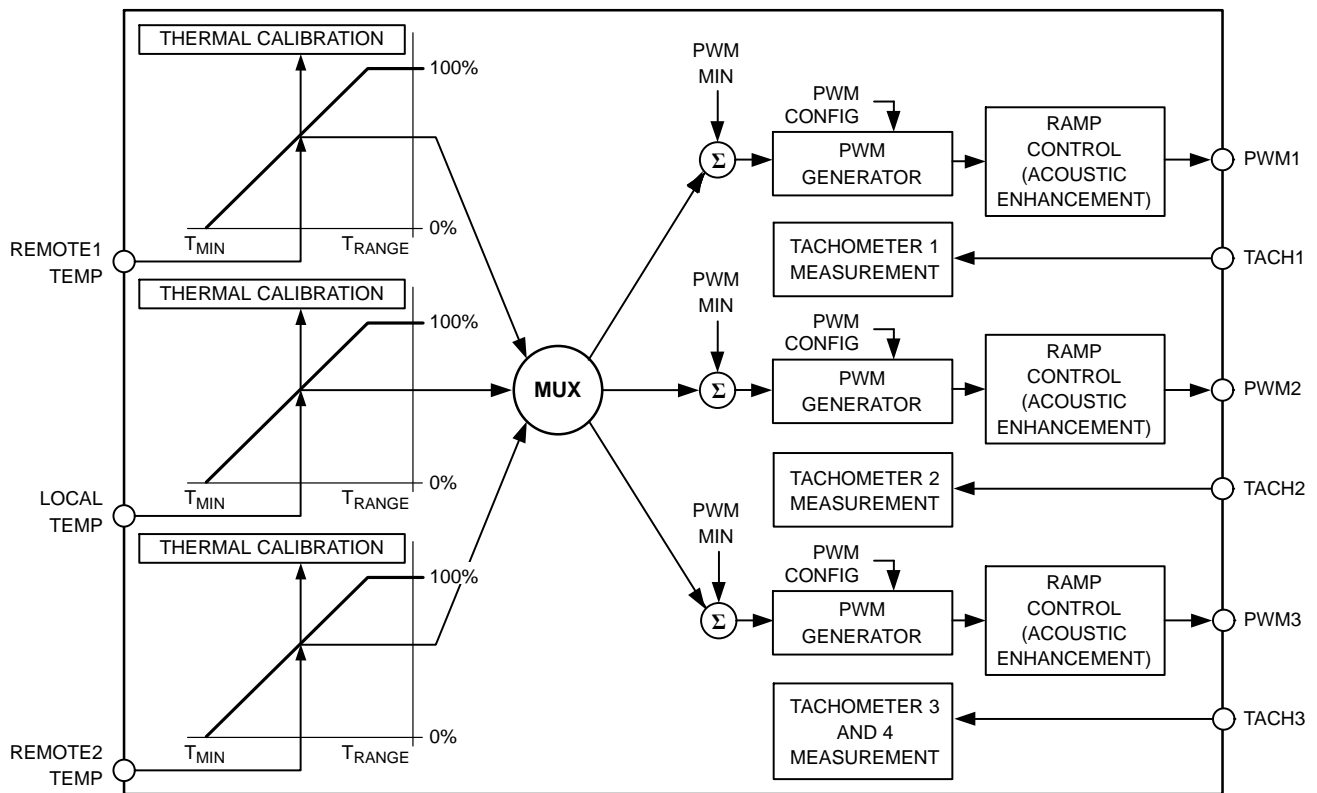 THERMAL CALIBRATION
100%
0%
T_MIN
T_RANGE
REMOTE1
TEMP
THERMAL CALIBRATION
100%
0%
T_MIN
T_RANGE
LOCAL
TEMP
THERMAL CALIBRATION
100%
0%
T_MIN
T_RANGE
REMOTE2
TEMP
MUX
PWM
MIN
Σ
PWM
CONFIG
PWM
GENERATOR
RAMP
CONTROL
(ACOUSTIC
ENHANCEMENT)
PWM1
TACHOMETER 1
MEASUREMENT
TACH1
PWM
MIN
Σ
PWM
CONFIG
PWM
GENERATOR
RAMP
CONTROL
(ACOUSTIC
ENHANCEMENT)
PWM2
TACHOMETER 2
MEASUREMENT
TACH2
PWM
MIN
Σ
PWM
CONFIG
PWM
GENERATOR
RAMP
CONTROL
(ACOUSTIC
ENHANCEMENT)
PWM3
TACHOMETER 3
AND 4
MEASUREMENT
TACH3